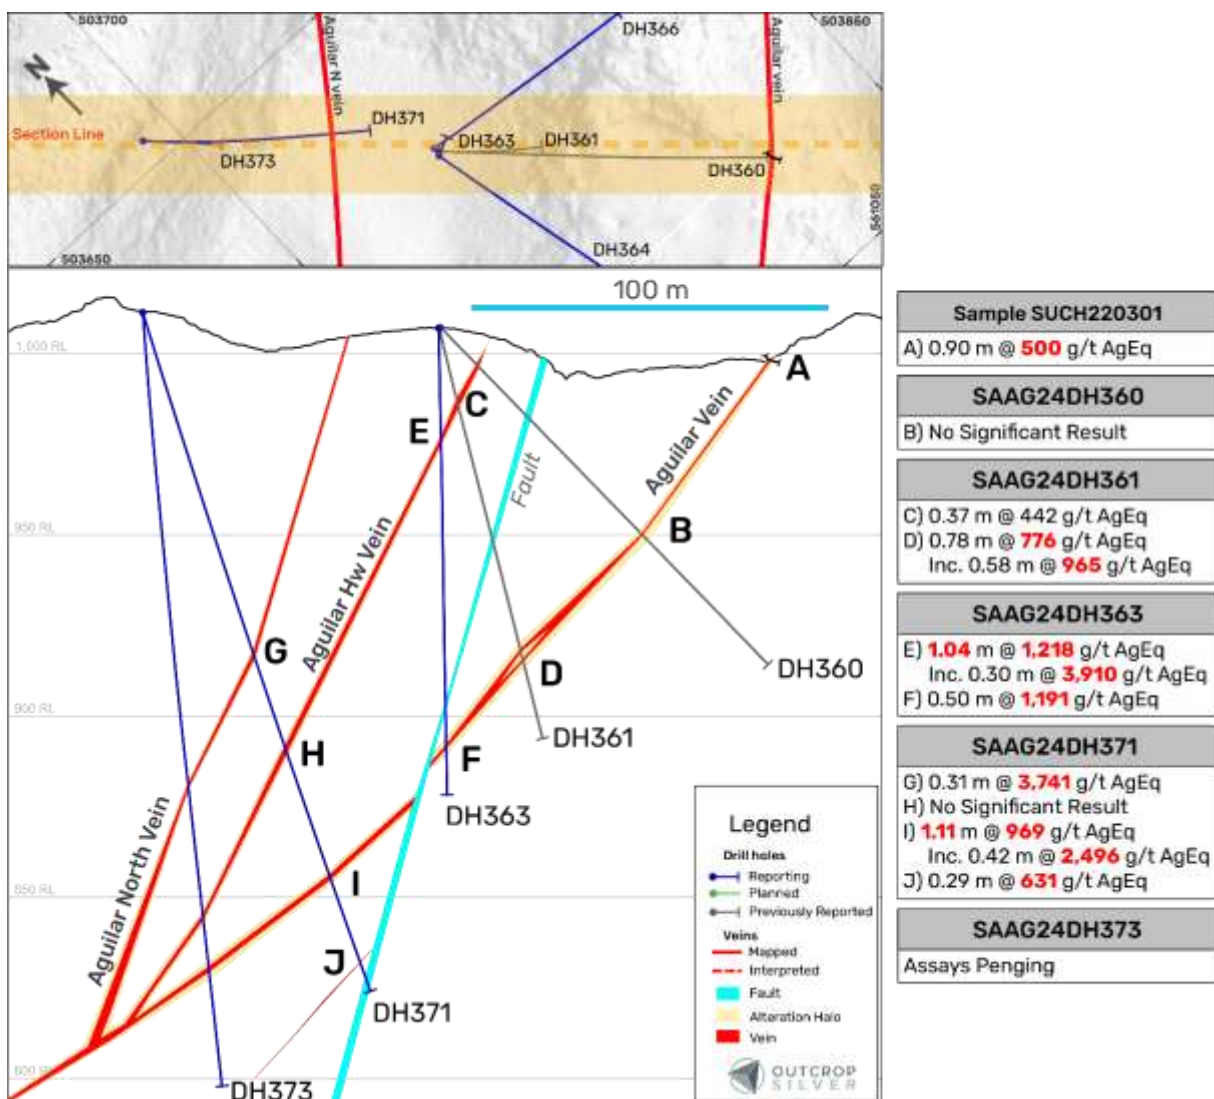 503700
503860
DH366
Aguilar N vein
Aguilar vein
N
Section Line
DH371
DH363
DH361
DH373
DH360
DH364
503650
561050
100 m
1,000 RL
A
C
E
Aguilar Vein
Fault
950 RL
B
Aguilar Hw Vein
G
D
DH360
900 RL
H
F
DH361
DH363
Aguilar North Vein
850 RL
I
J
DH371
DH373
Legend
Drill holes
Reporting
Planned
Previously Reported
Veins
Mapped
Interpreted
Fault
Alteration Halo
Vein
OUTCROP
SILVER
Sample SUCH220301
A) 0.90 m @ 500 g/t AgEq
SAAG24DH360
B) No Significant Result
SAAG24DH361
C) 0.37 m @ 442 g/t AgEq
D) 0.78 m @ 776 g/t AgEq
Inc. 0.58 m @ 965 g/t AgEq
SAAG24DH363
E) 1.04 m @ 1,218 g/t AgEq
Inc. 0.30 m @ 3,910 g/t AgEq
F) 0.50 m @ 1,191 g/t AgEq
SAAG24DH371
G) 0.31 m @ 3,741 g/t AgEq
H) No Significant Result
I) 1.11 m @ 969 g/t AgEq
Inc. 0.42 m @ 2,496 g/t AgEq
J) 0.29 m @ 631 g/t AgEq
SAAG24DH373
Assays Penging